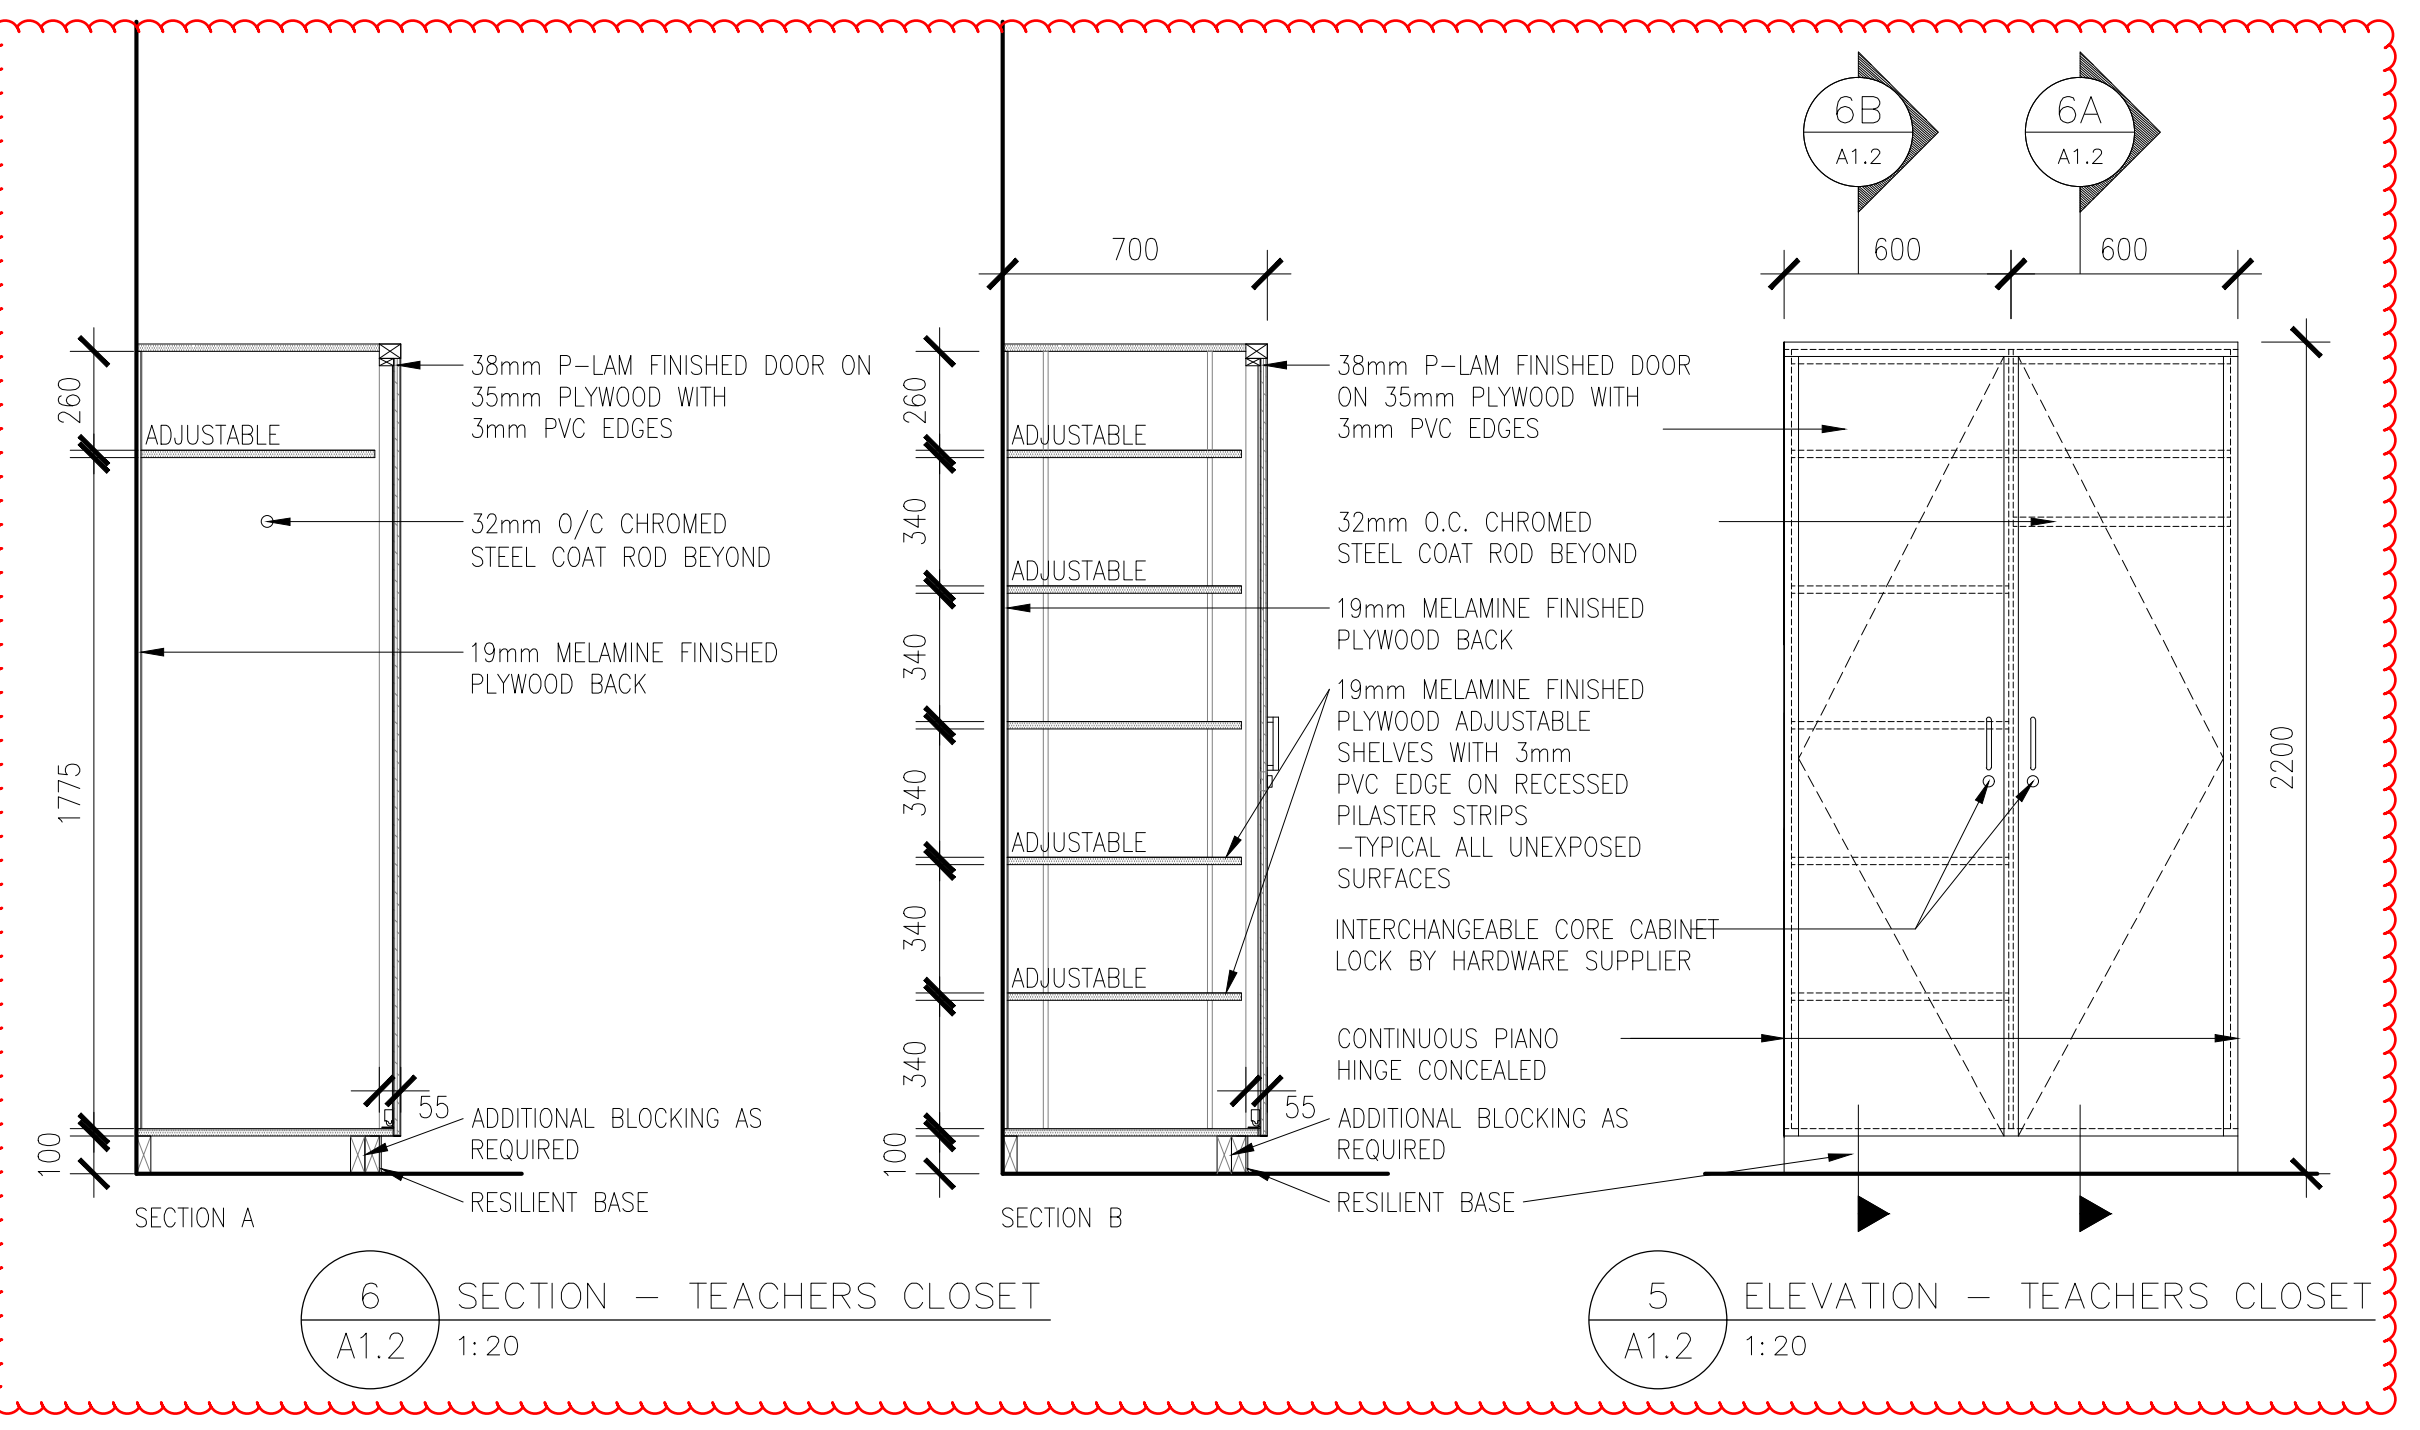 6B
A1.2
6A
A1.2
700
600
600
260
ADJUSTABLE
1775
100
38mm P-LAM FINISHED DOOR ON
35mm PLYWOOD WITH
3mm PVC EDGES
32mm O/C CHROMED
STEEL COAT ROD BEYOND
19mm MELAMINE FINISHED
PLYWOOD BACK
55
ADDITIONAL BLOCKING AS
REQUIRED
RESILIENT BASE
SECTION A
260
340
340
340
340
340
100
ADJUSTABLE
ADJUSTABLE
ADJUSTABLE
ADJUSTABLE
38mm P-LAM FINISHED DOOR
ON 35mm PLYWOOD WITH
3mm PVC EDGES
32mm O.C. CHROMED
STEEL COAT ROD BEYOND
19mm MELAMINE FINISHED
PLYWOOD BACK
19mm MELAMINE FINISHED
PLYWOOD ADJUSTABLE
SHELVES WITH 3mm
PVC EDGE ON RECESSED
PILASTER STRIPS
-TYPICAL ALL UNEXPOSED
SURFACES
INTERCHANGEABLE CORE CABINET
LOCK BY HARDWARE SUPPLIER
CONTINUOUS PIANO
HINGE CONCEALED
55
ADDITIONAL BLOCKING AS
REQUIRED
RESILIENT BASE
SECTION B
2200
6
A1.2
SECTION - TEACHERS CLOSET
1:20
5
A1.2
ELEVATION - TEACHERS CLOSET
1:20